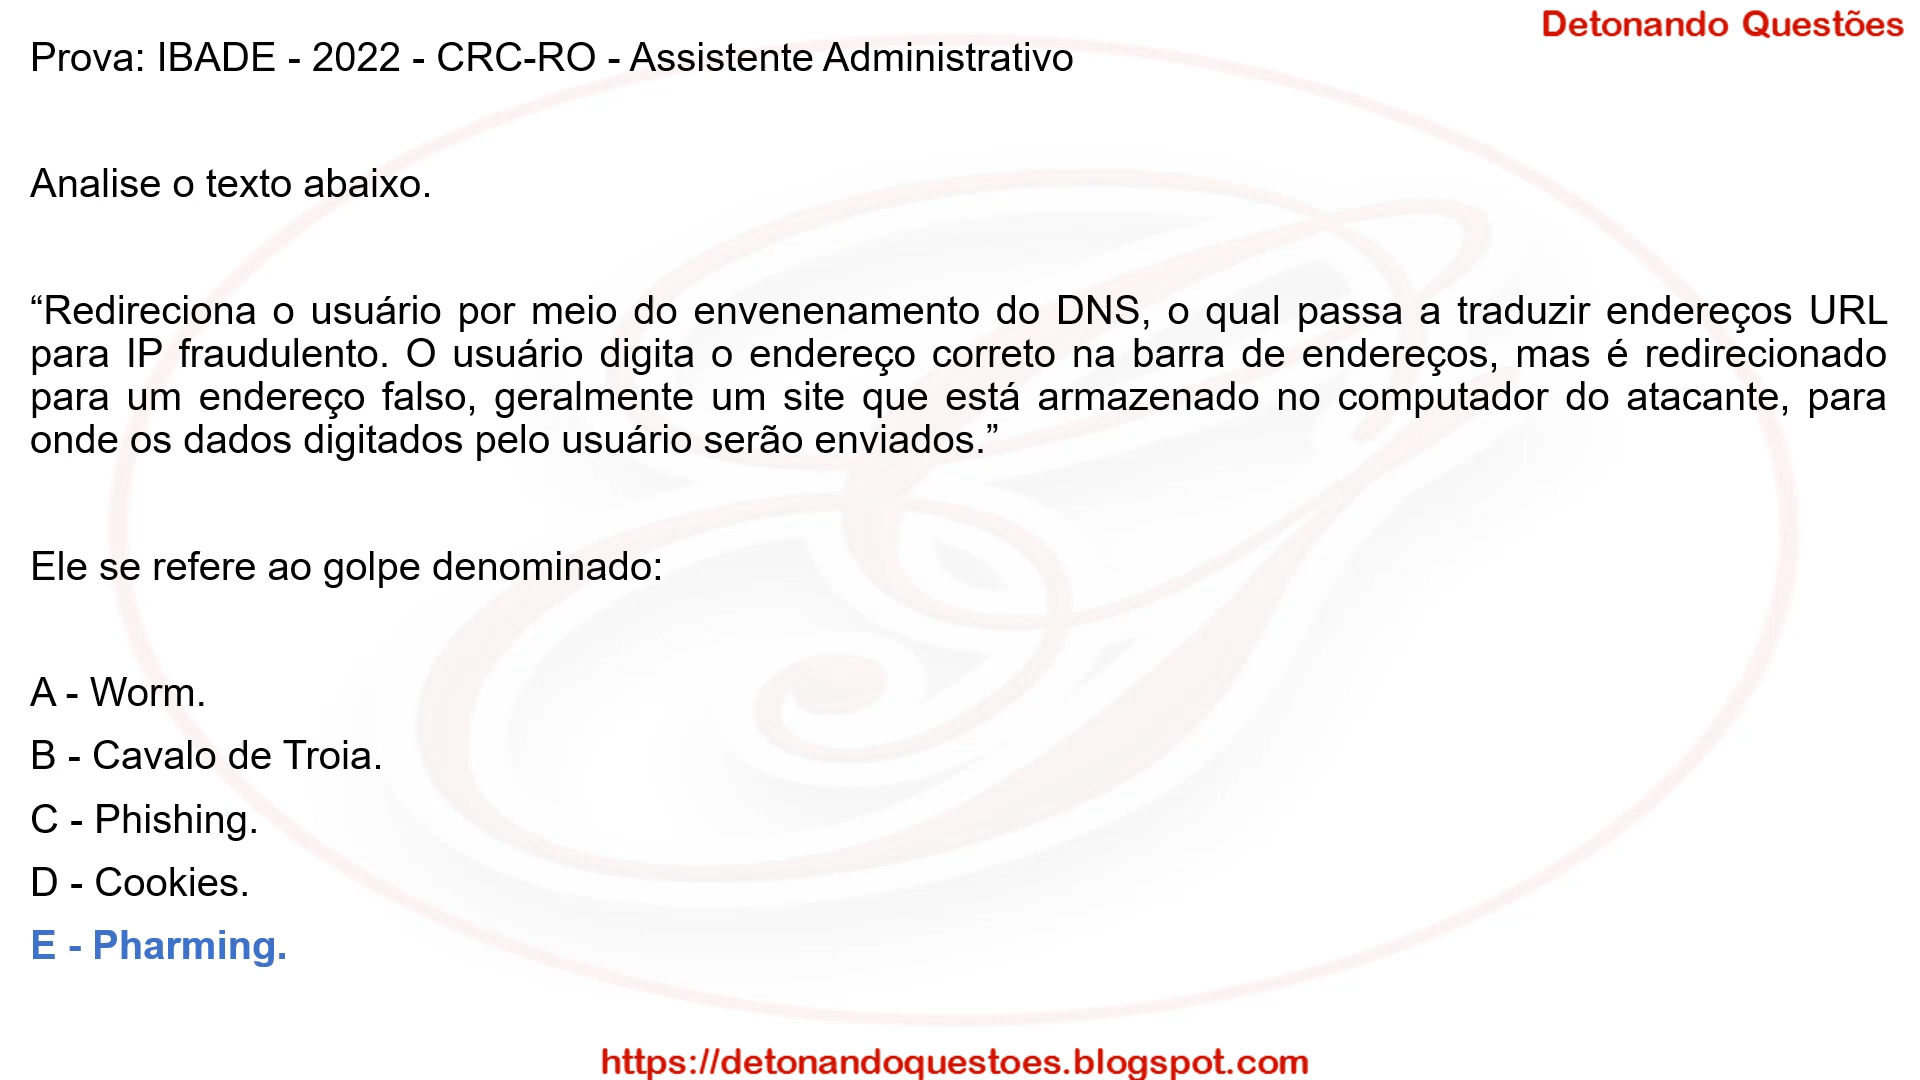 Detonando Questões
Prova: IBADE - 2022 - CRC-RO - Assistente Administrativo
Analise o texto abaixo.
“Redireciona o usuário por meio do envenenamento do DNS, o qual passa a traduzir endereços URL
para IP fraudulento. O usuário digita o endereço correto na barra de endereços, mas é redirecionado
para um endereço falso, geralmente um site que está armazenado no computador do atacante, para
onde os dados digitados pelo usuário serão enviados.”
Ele se refere ao golpe denominado:
A - Worm.
B - Cavalo de Troia.
C - Phishing.
D - Cookies.
E - Pharming.
https://detonandoquestoes.blogspot.com